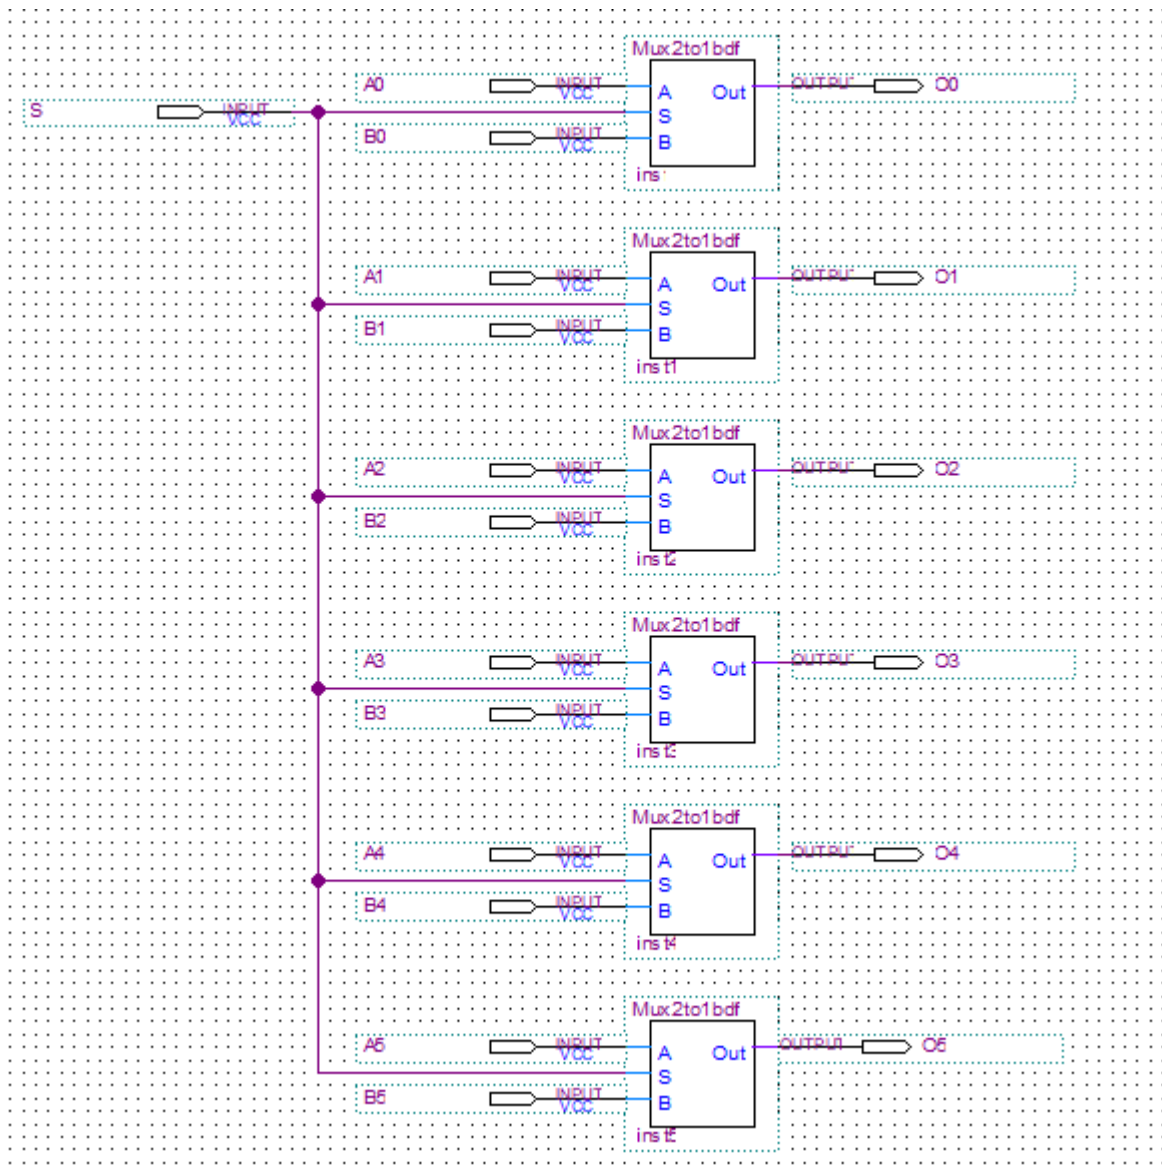 Mux2to1bdf
A0 INPUT VCC A Out OUTPUT O0
S INPUT VCC S
B0 INPUT VCC B
inst
Mux2to1bdf
A1 INPUT VCC A Out OUTPUT O1
S
B1 INPUT VCC B
inst1
Mux2to1bdf
A2 INPUT VCC A Out OUTPUT O2
S
B2 INPUT VCC B
inst2
Mux2to1bdf
A3 INPUT VCC A Out OUTPUT O3
S
B3 INPUT VCC B
inst3
Mux2to1bdf
A4 INPUT VCC A Out OUTPUT O4
S
B4 INPUT VCC B
inst4
Mux2to1bdf
A5 INPUT VCC A Out OUTPUT O5
S
B5 INPUT VCC B
inst5